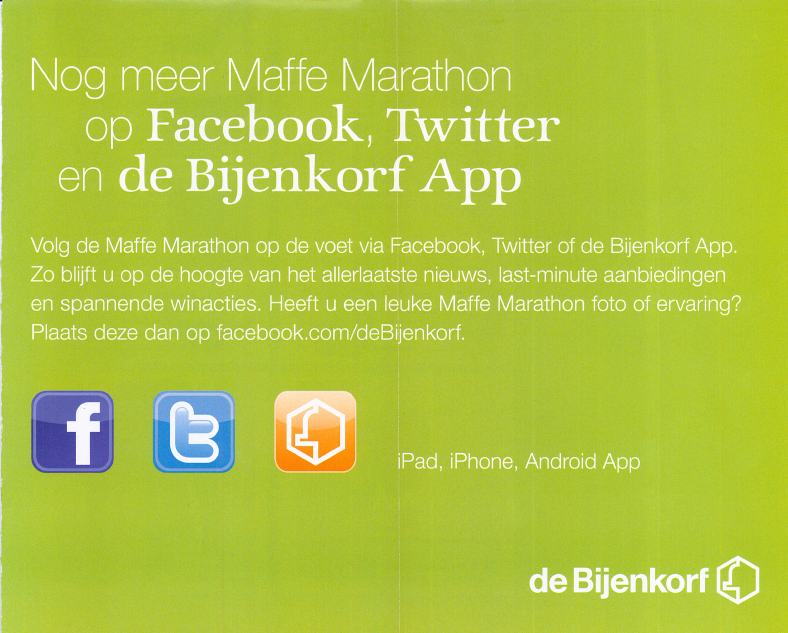 Nog meer Maffe Marathon
op Facebook, Twitter
en de Bijenkorf App
Volg de Maffe Marathon op de voet via Facebook, Twitter of de Bijenkorf App.
Zo blijft u op de hoogte van het allerlaatste nieuws, last-minute aanbiedingen
en spannende winacties. Heeft u een leuke Maffe Marathon foto of ervaring?
Plaats deze dan op facebook.com/deBijenkorf.
f t iPad, iPhone, Android App
de Bijenkorf